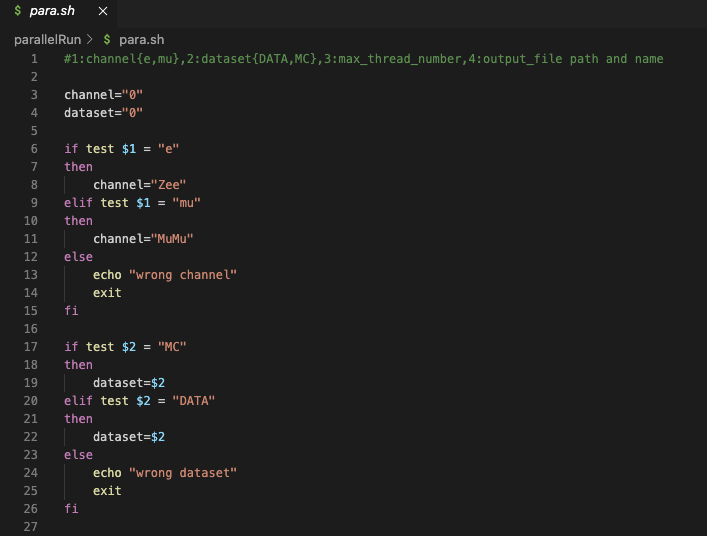 $ para.sh ×
parallelRun > $ para.sh
1 #1:channel{e,mu},2:dataset{DATA,MC},3:max_thread_number,4:output_file path and name
2
3 channel="0"
4 dataset="0"
5
6 if test $1 = "e"
7 then
8     channel="Zee"
9 elif test $1 = "mu"
10 then
11     channel="MuMu"
12 else
13     echo "wrong channel"
14     exit
15 fi
16
17 if test $2 = "MC"
18 then
19     dataset=$2
20 elif test $2 = "DATA"
21 then
22     dataset=$2
23 else
24     echo "wrong dataset"
25     exit
26 fi
27